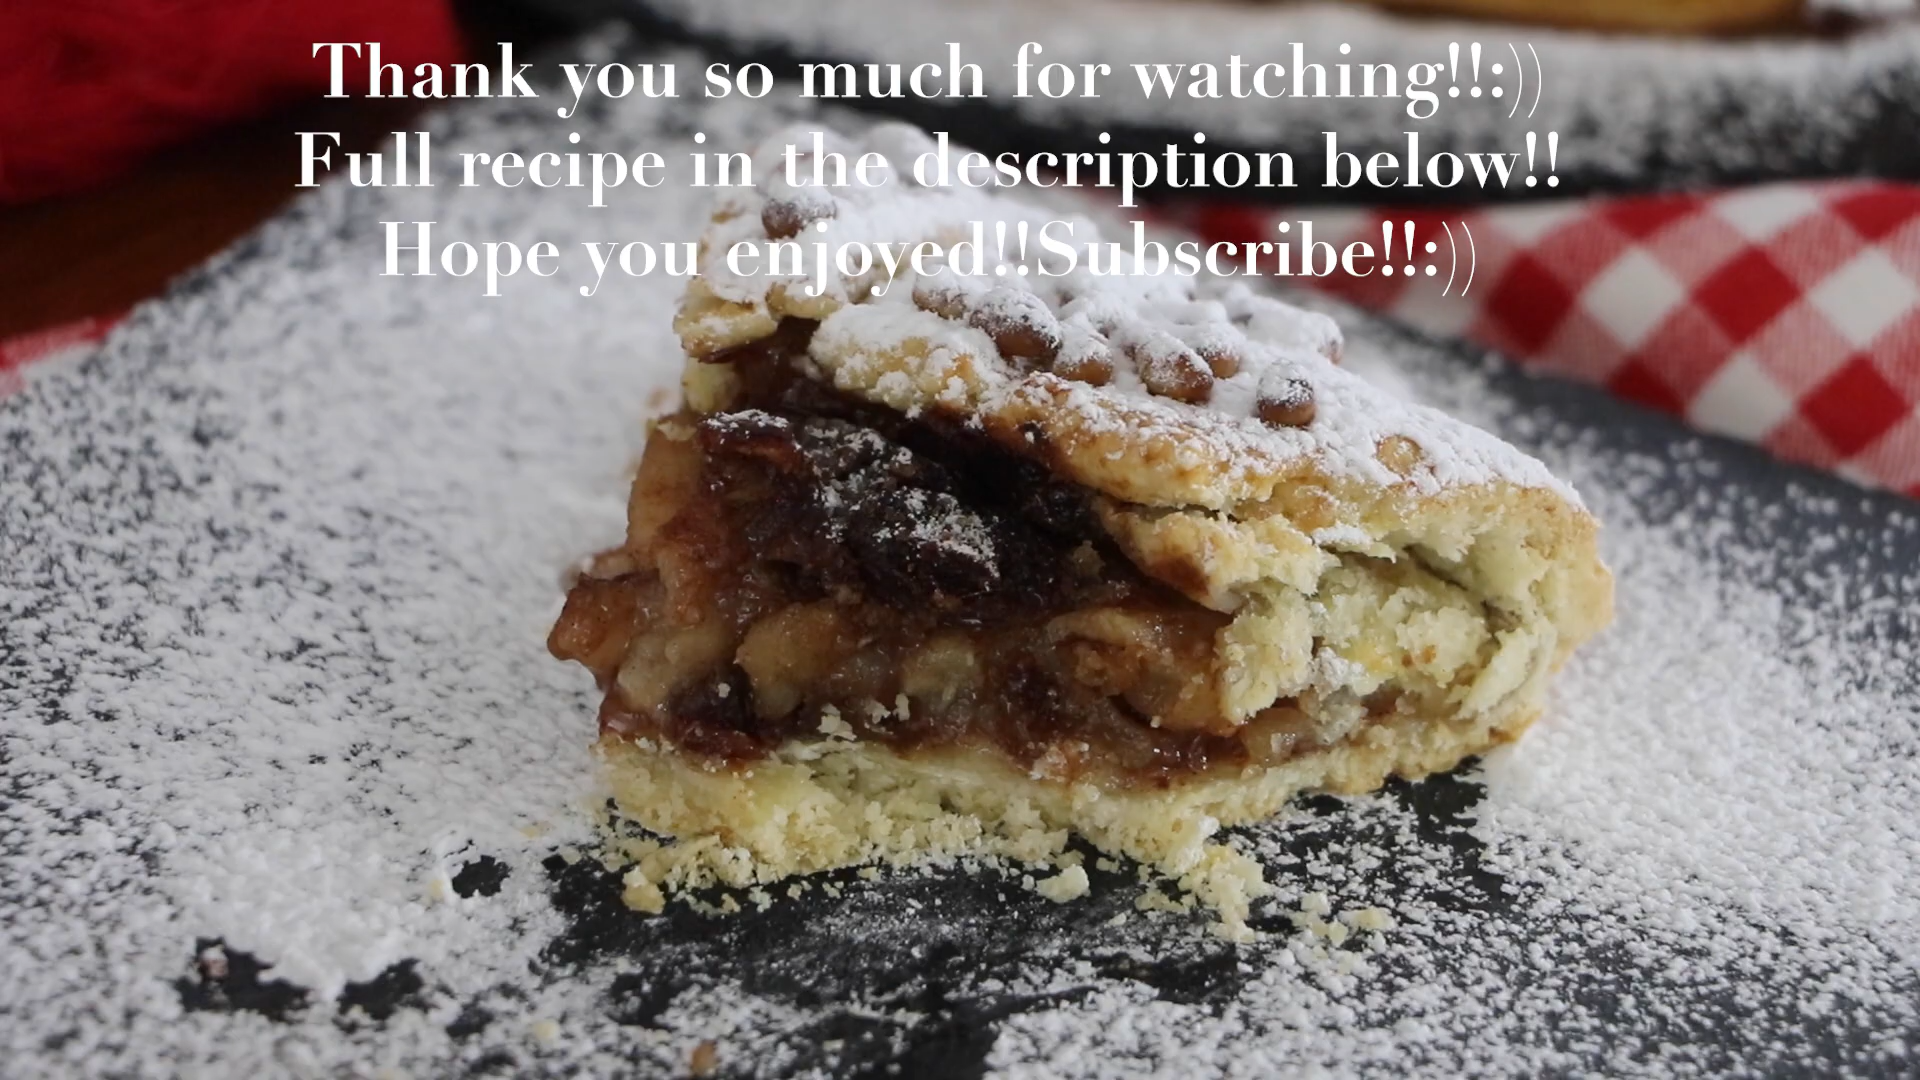 Thank you so much for watching!!:))
Full recipe in the description below!!
Hope you enjoyed!!Subscribe!!:))